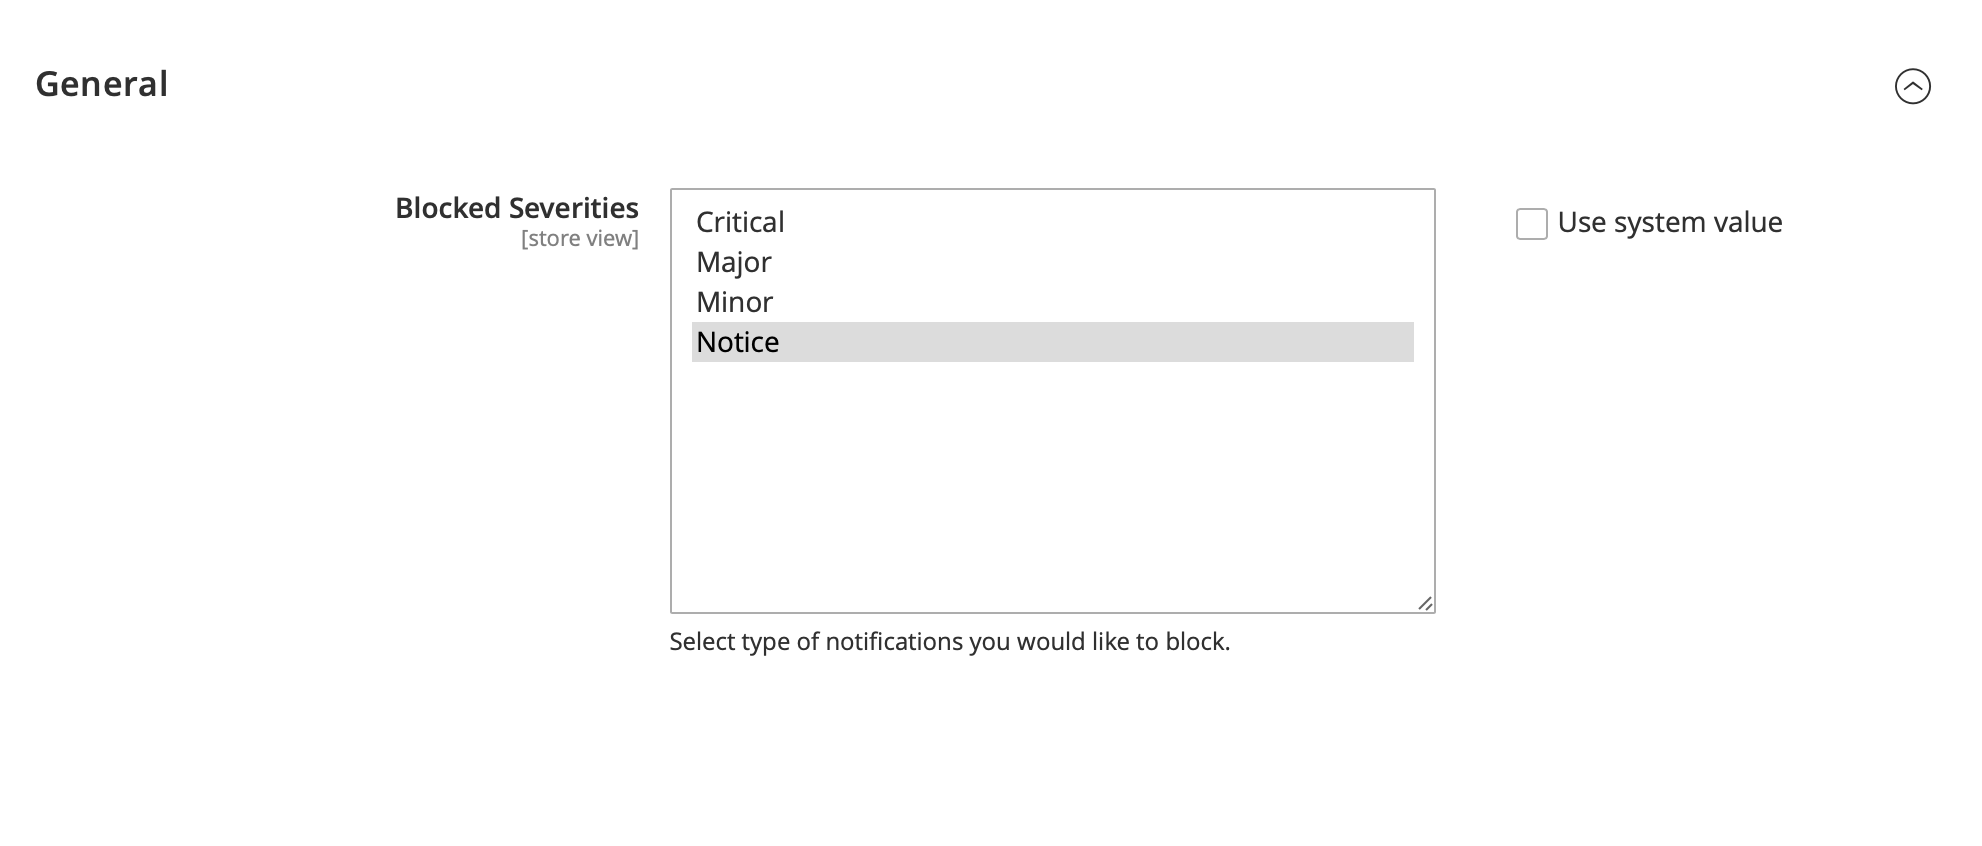 General
Blocked Severities
[store view]
Critical
Major
Minor
Notice
Use system value
Select type of notifications you would like to block.